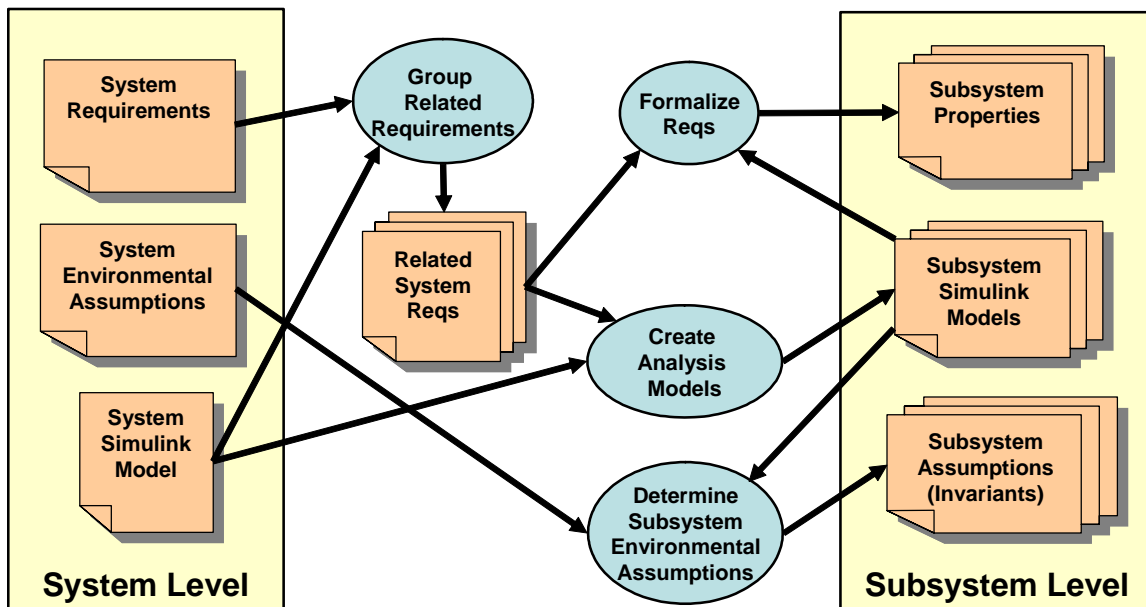 System
Requirements
System
Environmental
Assumptions
System
Simulink
Model
System Level
Group
Related
Requirements
Related
System
Reqs
Formalize
Reqs
Create
Analysis
Models
Determine
Subsystem
Environmental
Assumptions
Subsystem
Properties
Subsystem
Simulink
Models
Subsystem
Assumptions
(Invariants)
Subsystem Level